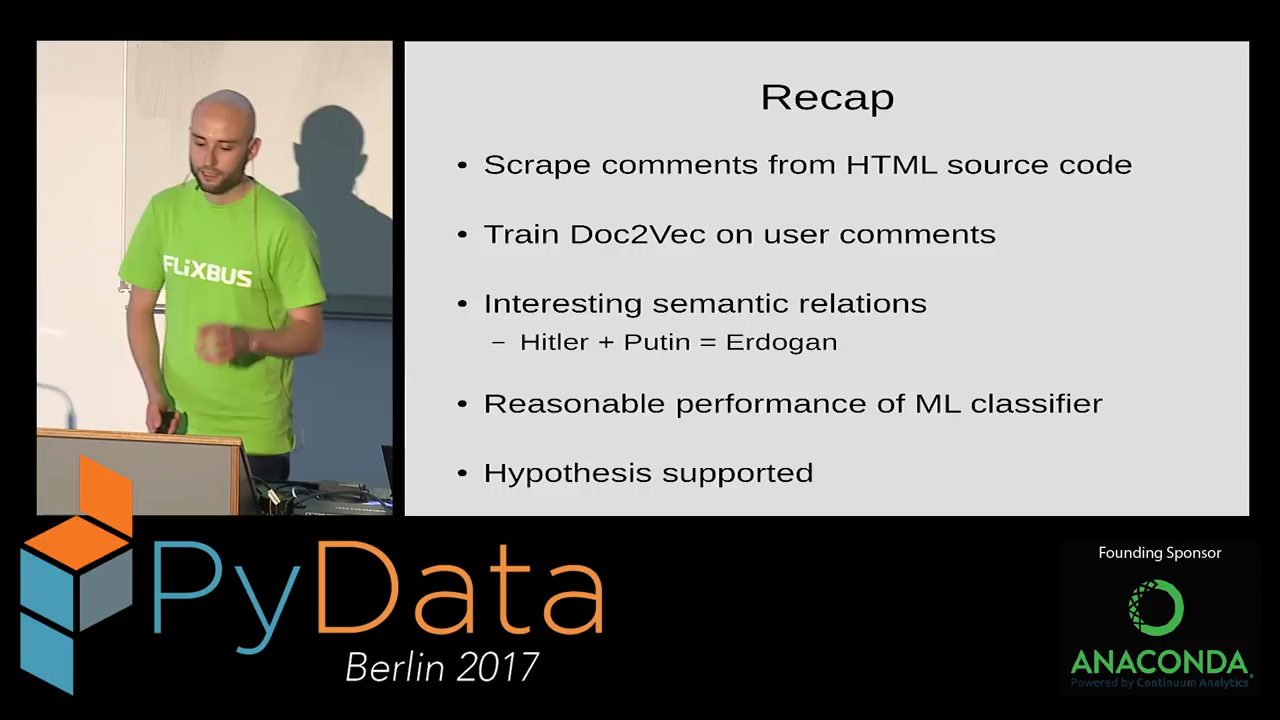 Recap
• Scrape comments from HTML source code
• Train Doc2Vec on user comments
• Interesting semantic relations
– Hitler + Putin = Erdogan
• Reasonable performance of ML classifier
• Hypothesis supported
FLiXBUS
PyData
Berlin 2017
Founding Sponsor
ANACONDA.
Powered by Continuum Analytics